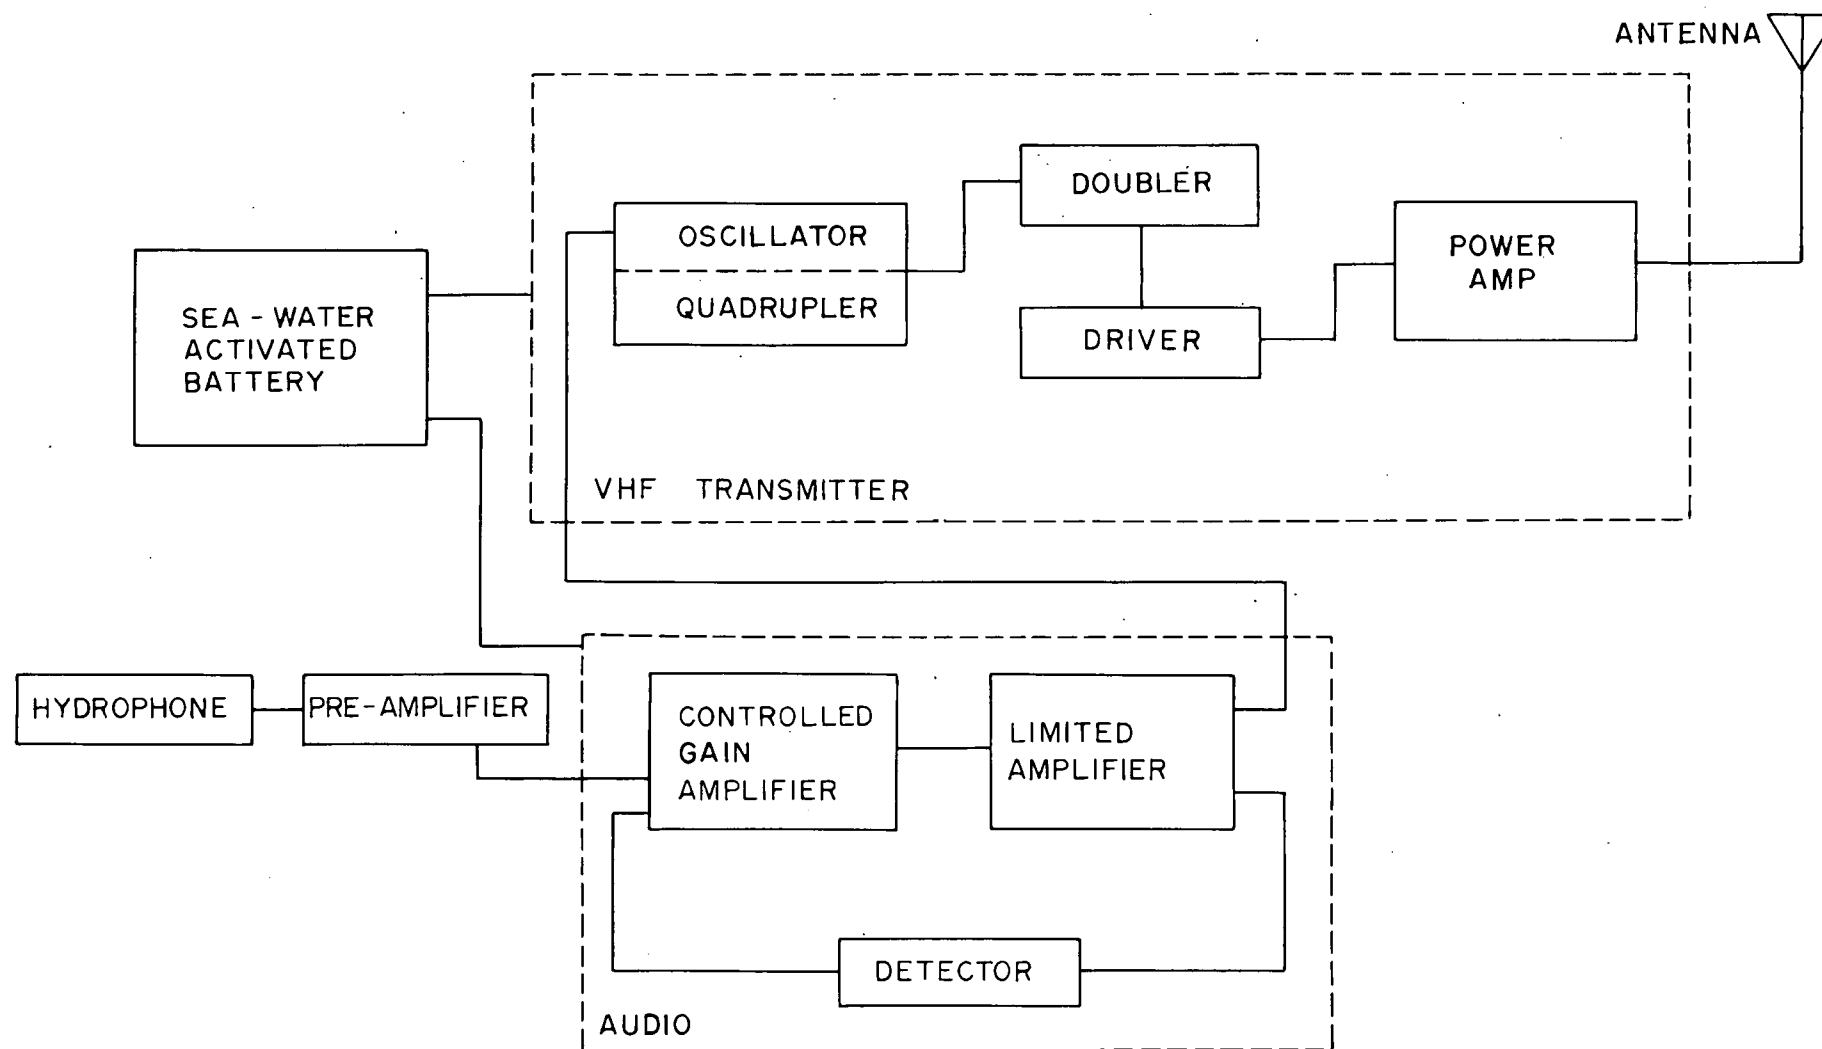 ANTENNA
DOUBLER
OSCILLATOR
QUADRUPLER
POWER
AMP
DRIVER
SEA - WATER
ACTIVATED
BATTERY
VHF TRANSMITTER
HYDROPHONE
PRE-AMPLIFIER
CONTROLLED
GAIN
AMPLIFIER
LIMITED
AMPLIFIER
DETECTOR
AUDIO